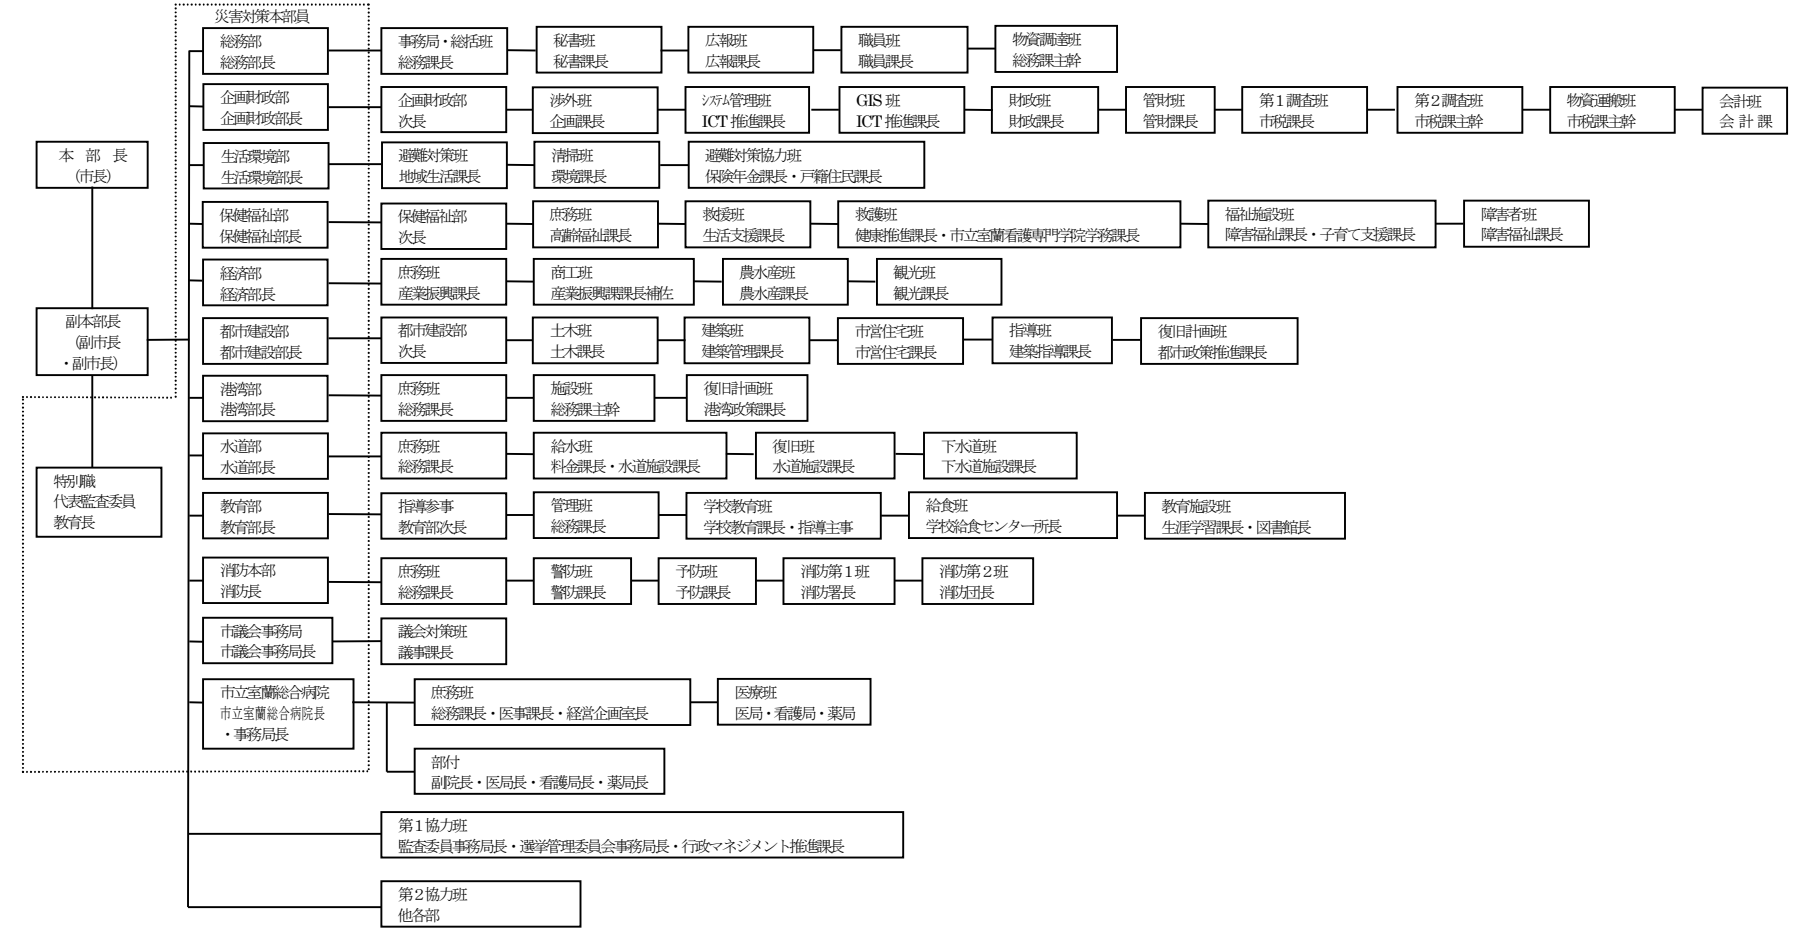 災害対策本部員
本 部 長
（市長）
副本部長
（副市長
・副市長）
特別職
代表監査委員
教育長
総務部
総務部長
事務局・総括班
総務課長
秘書班
秘書課長
広報班
広報課長
職員班
職員課長
物資調達班
総務課主幹
企画財政部
企画財政部長
企画財政部
次長
渉外班
企画課長
システム管理班
ICT 推進課長
GIS 班
ICT 推進課長
財政班
財政課長
管財班
管財課長
第１調査班
市税課長
第２調査班
市税課主幹
物資運搬班
市税課主幹
会計班
会 計 課
生活環境部
生活環境部長
避難対策班
地域生活課長
清掃班
環境課長
避難対策協力班
保険年金課長・戸籍住民課長
保健福祉部
保健福祉部長
保健福祉部
次長
庶務班
高齢福祉課長
救援班
生活支援課長
救護班
健康推進課長・市立室蘭看護専門学院学務課長
福祉施設班
障害福祉課長・子育て支援課長
障害者班
障害福祉課長
経済部
経済部長
庶務班
産業振興課長
商工班
産業振興課課長補佐
農水産班
農水産課長
観光班
観光課長
都市建設部
都市建設部長
都市建設部
次長
土木班
土木課長
建築班
建築管理課長
市営住宅班
市営住宅課長
指導班
建築指導課長
復旧計画班
都市政策推進課長
港湾部
港湾部長
庶務班
総務課長
施設班
総務課主幹
復旧計画班
港湾政策課長
水道部
水道部長
庶務班
総務課長
給水班
料金課長・水道施設課長
復旧班
水道施設課長
下水道班
下水道施設課長
教育部
教育部長
指導参事
教育部次長
管理班
総務課長
学校教育班
学校教育課長・指導主事
給食班
学校給食センター所長
教育施設班
生涯学習課長・図書館長
消防本部
消防長
庶務班
総務課長
警防班
警防課長
予防班
予防課長
消防第１班
消防署長
消防第２班
消防団長
市議会事務局
市議会事務局長
議会対策班
議事課長
市立室蘭総合病院
市立室蘭総合病院長
・事務局長
庶務班
総務課長・医事課長・経営企画室長
医療班
医局・看護局・薬局
部付
副院長・医局長・看護局長・薬局長
第１協力班
監査委員事務局長・選挙管理委員会事務局長・行政マネジメント推進課長
第２協力班
他各部